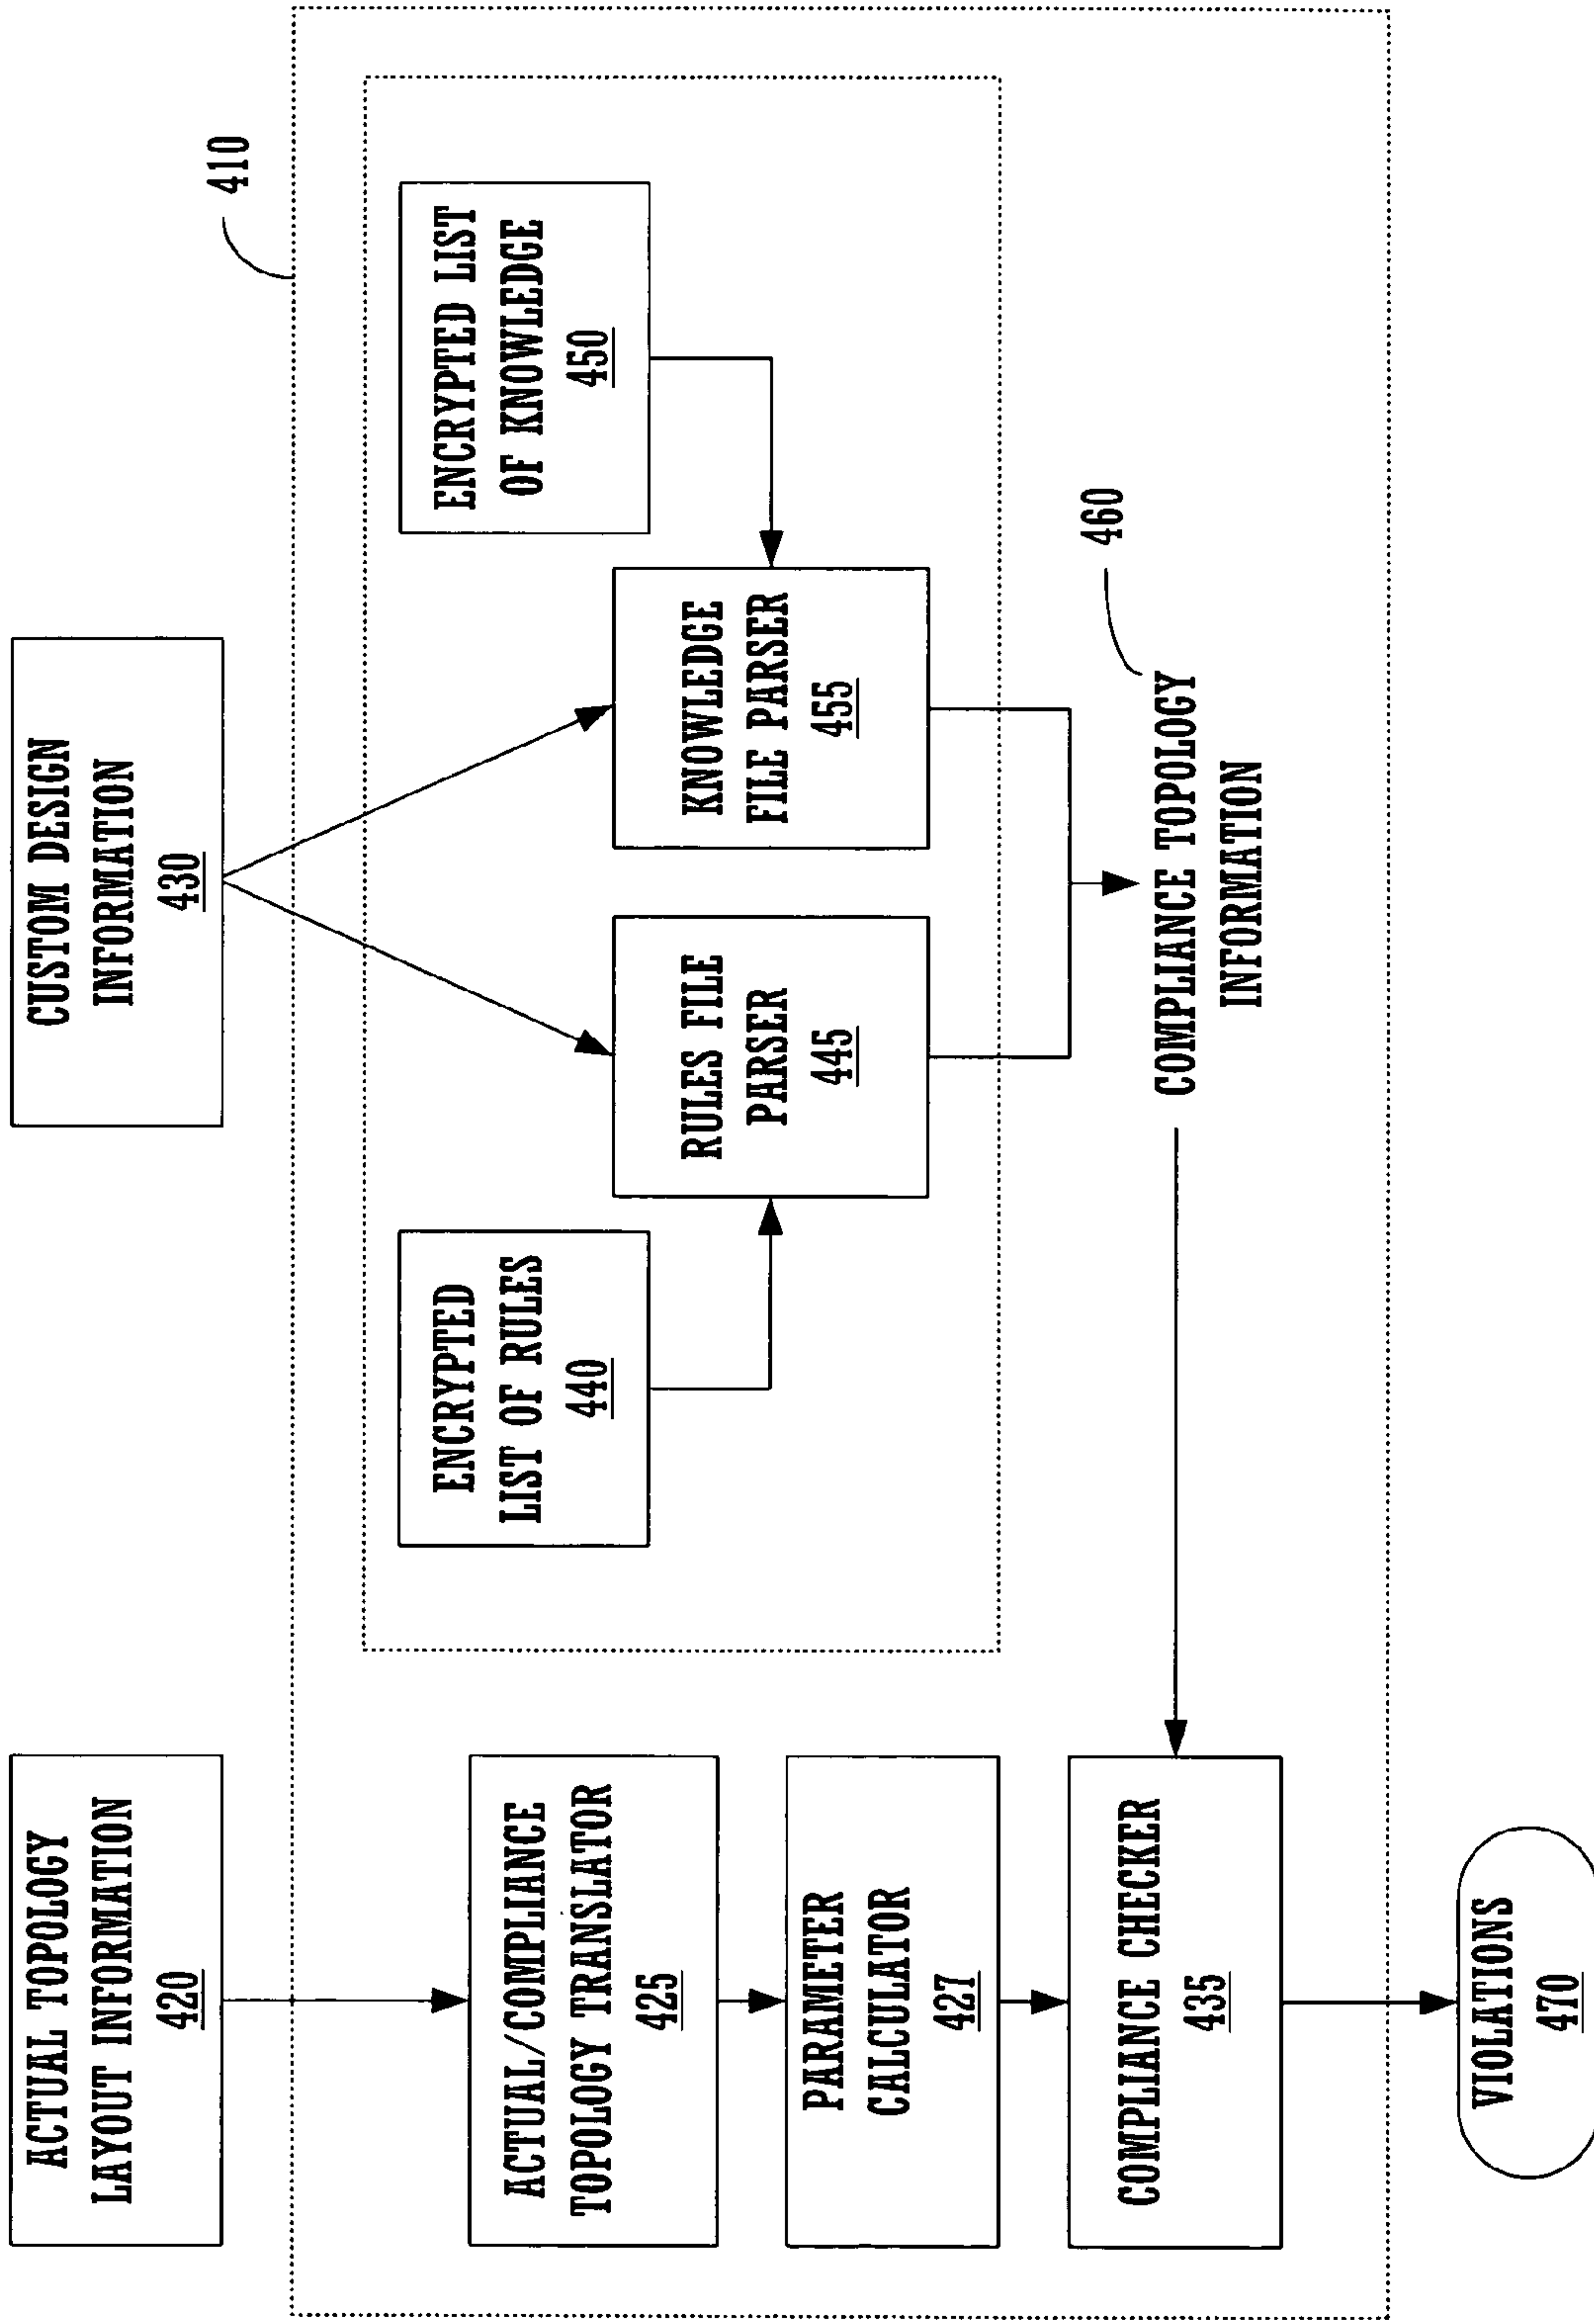 ACTUAL TOPOLOGY
LAYOUT INFORMATION
420
CUSTOM DESIGN
INFORMATION
430
410
ENCRYPTED
LIST OF RULES
440
ENCRYPTED LIST
OF KNOWLEDGE
450
ACTUAL/COMPLIANCE
TOPOLOGY TRANSLATOR
425
RULES FILE
PARSER
445
KNOWLEDGE
FILE PARSER
455
PARAMETER
CALCULATOR
427
460
COMPLIANCE TOPOLOGY
INFORMATION
COMPLIANCE CHECKER
435
VIOLATIONS
470